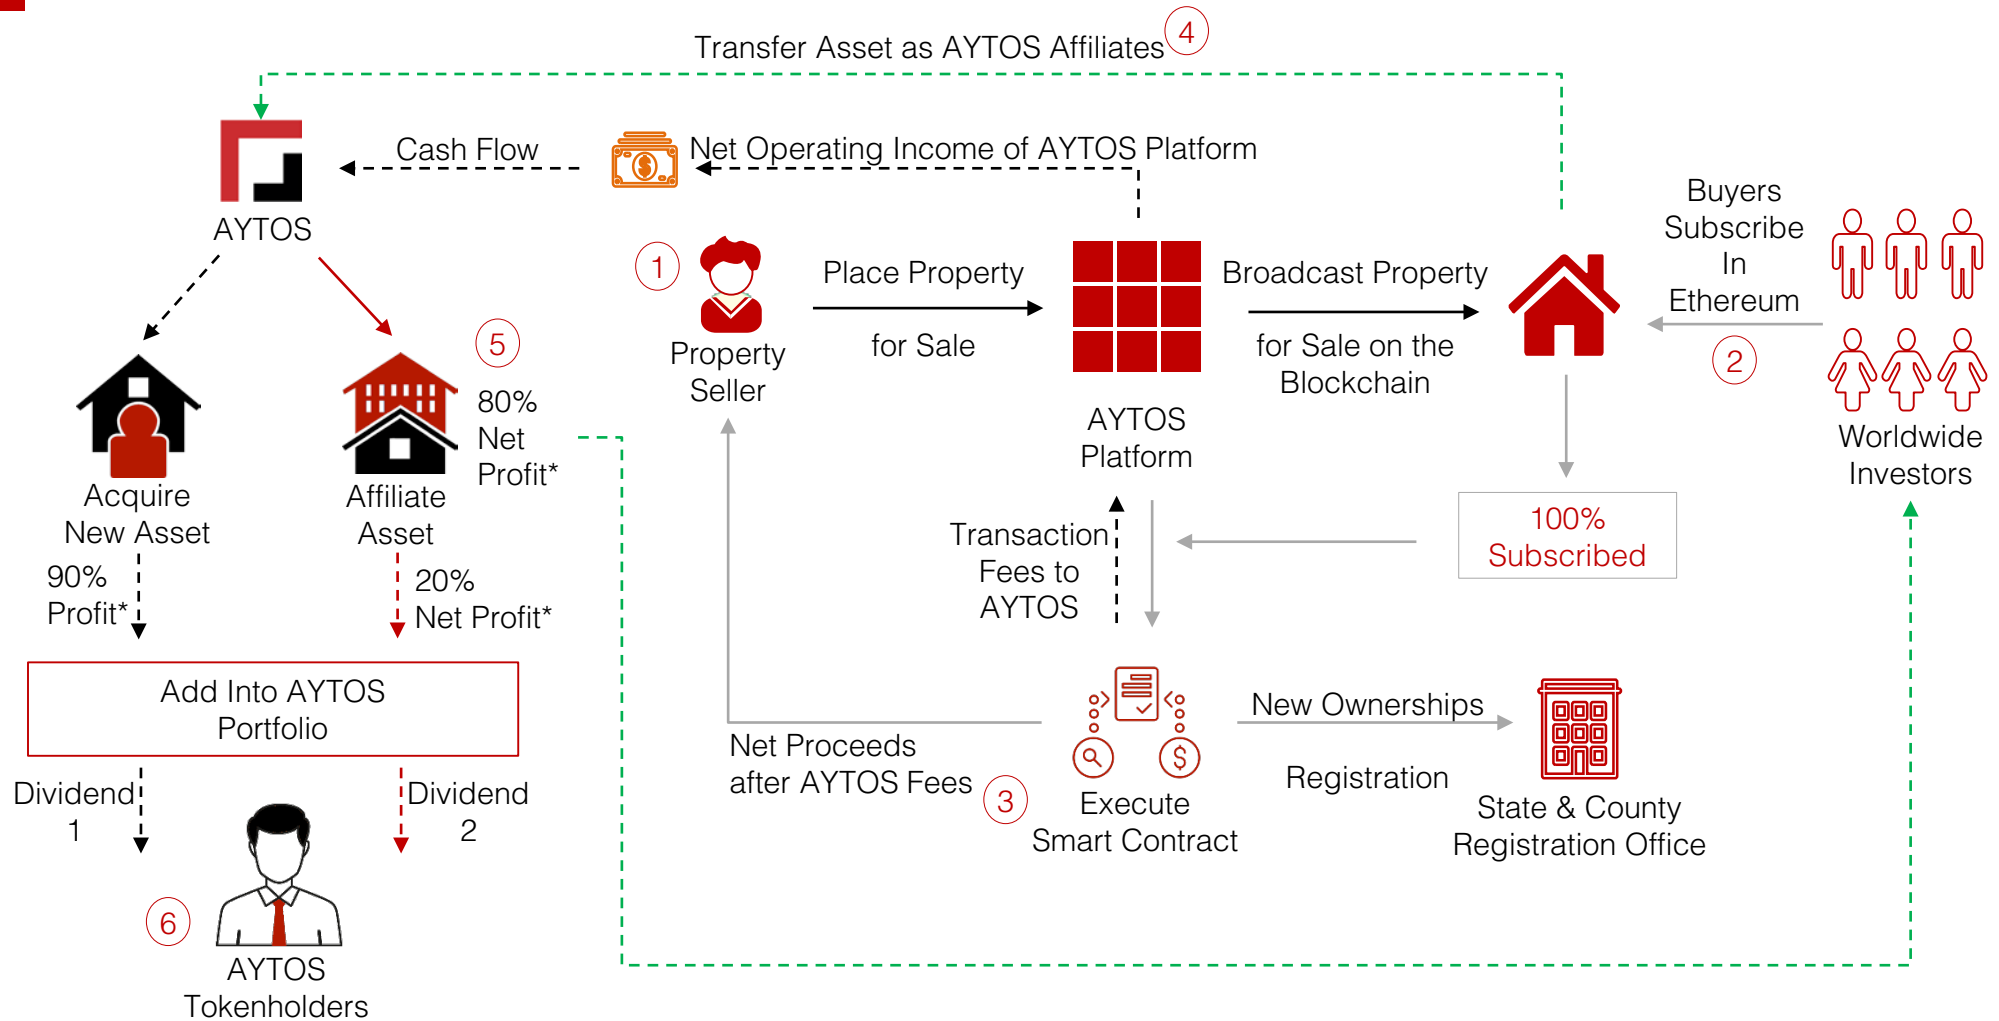 Transfer Asset as AYTOS Affiliates
4
Cash Flow
Net Operating Income of AYTOS Platform
AYTOS
1
Property
Seller
Place Property
for Sale
AYTOS
Platform
Broadcast Property
for Sale on the
Blockchain
Buyers
Subscribe
In
Ethereum
2
Worldwide
Investors
5
80%
Net
Profit*
Acquire
New Asset
Affiliate
Asset
90%
Profit*
20%
Net Profit*
Transaction
Fees to
AYTOS
100%
Subscribed
Add Into AYTOS
Portfolio
Net Proceeds
after AYTOS Fees
3
Execute
Smart Contract
New Ownerships
Registration
State & County
Registration Office
Dividend
1
Dividend
2
6
AYTOS
Tokenholders